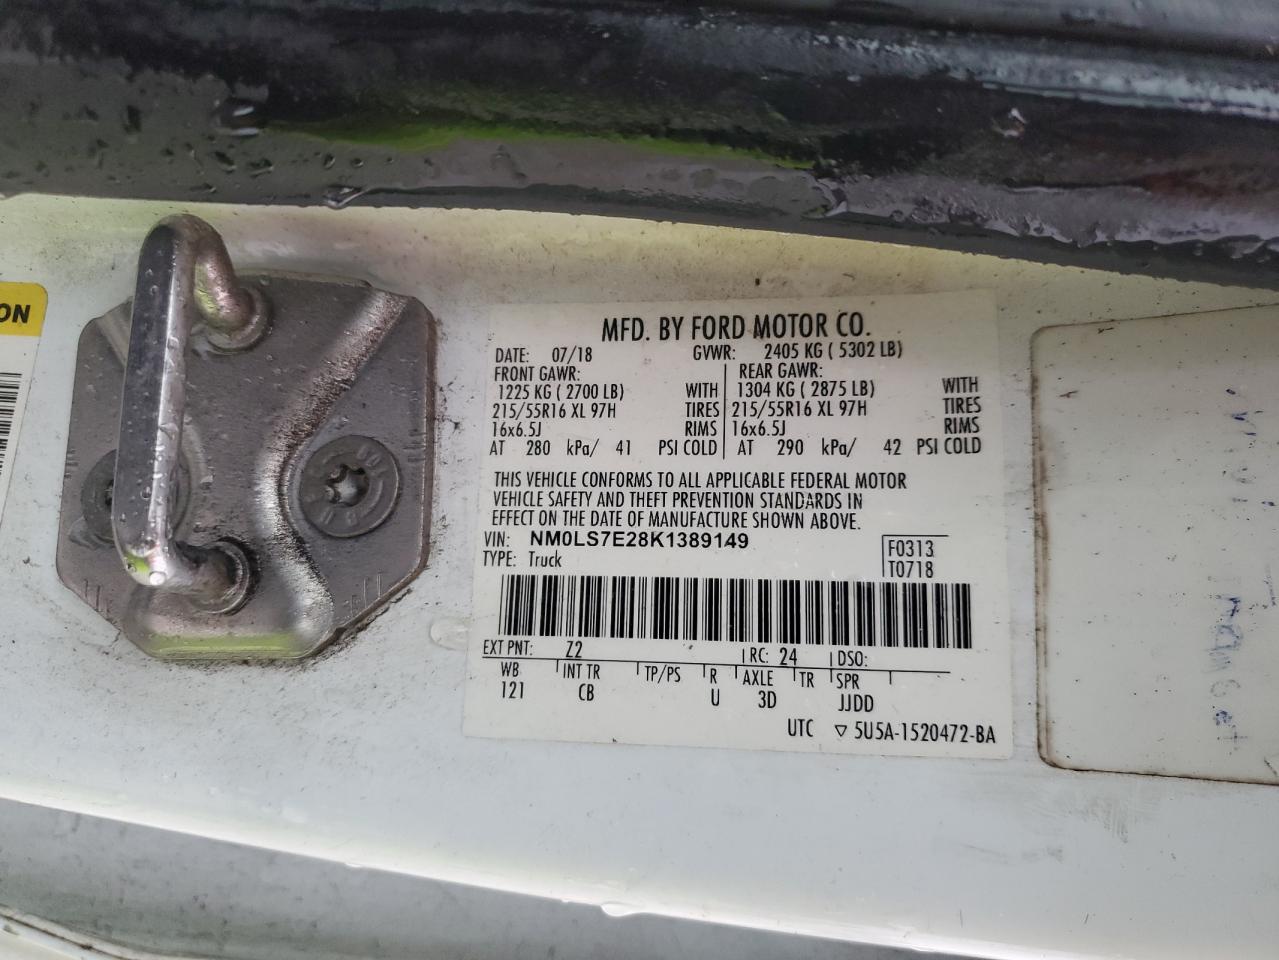 ON
MFD. BY FORD MOTOR CO.
DATE: 07/18 GVWR: 2405 KG ( 5302 LB)
FRONT GAWR: REAR GAWR:
1225 KG ( 2700 LB) WITH 1304 KG ( 2875 LB) WITH
215/55R16 XL 97H TIRES 215/55R16 XL 97H TIRES
16x6.5J RIMS 16x6.5J RIMS
AT 280 kPa/ 41 PSI COLD AT 290 kPa/ 42 PSI COLD
THIS VEHICLE CONFORMS TO ALL APPLICABLE FEDERAL MOTOR
VEHICLE SAFETY AND THEFT PREVENTION STANDARDS IN
EFFECT ON THE DATE OF MANUFACTURE SHOWN ABOVE.
VIN: NM0LS7E28K1389149 F0313
TYPE: Truck T0718
EXT PNT: Z2 RC: 24 DSO:
WB INT TR TP/PS R AXLE TR SPR
121 CB U 3D JJDD
UTC ▽ 5U5A-1520472-BA